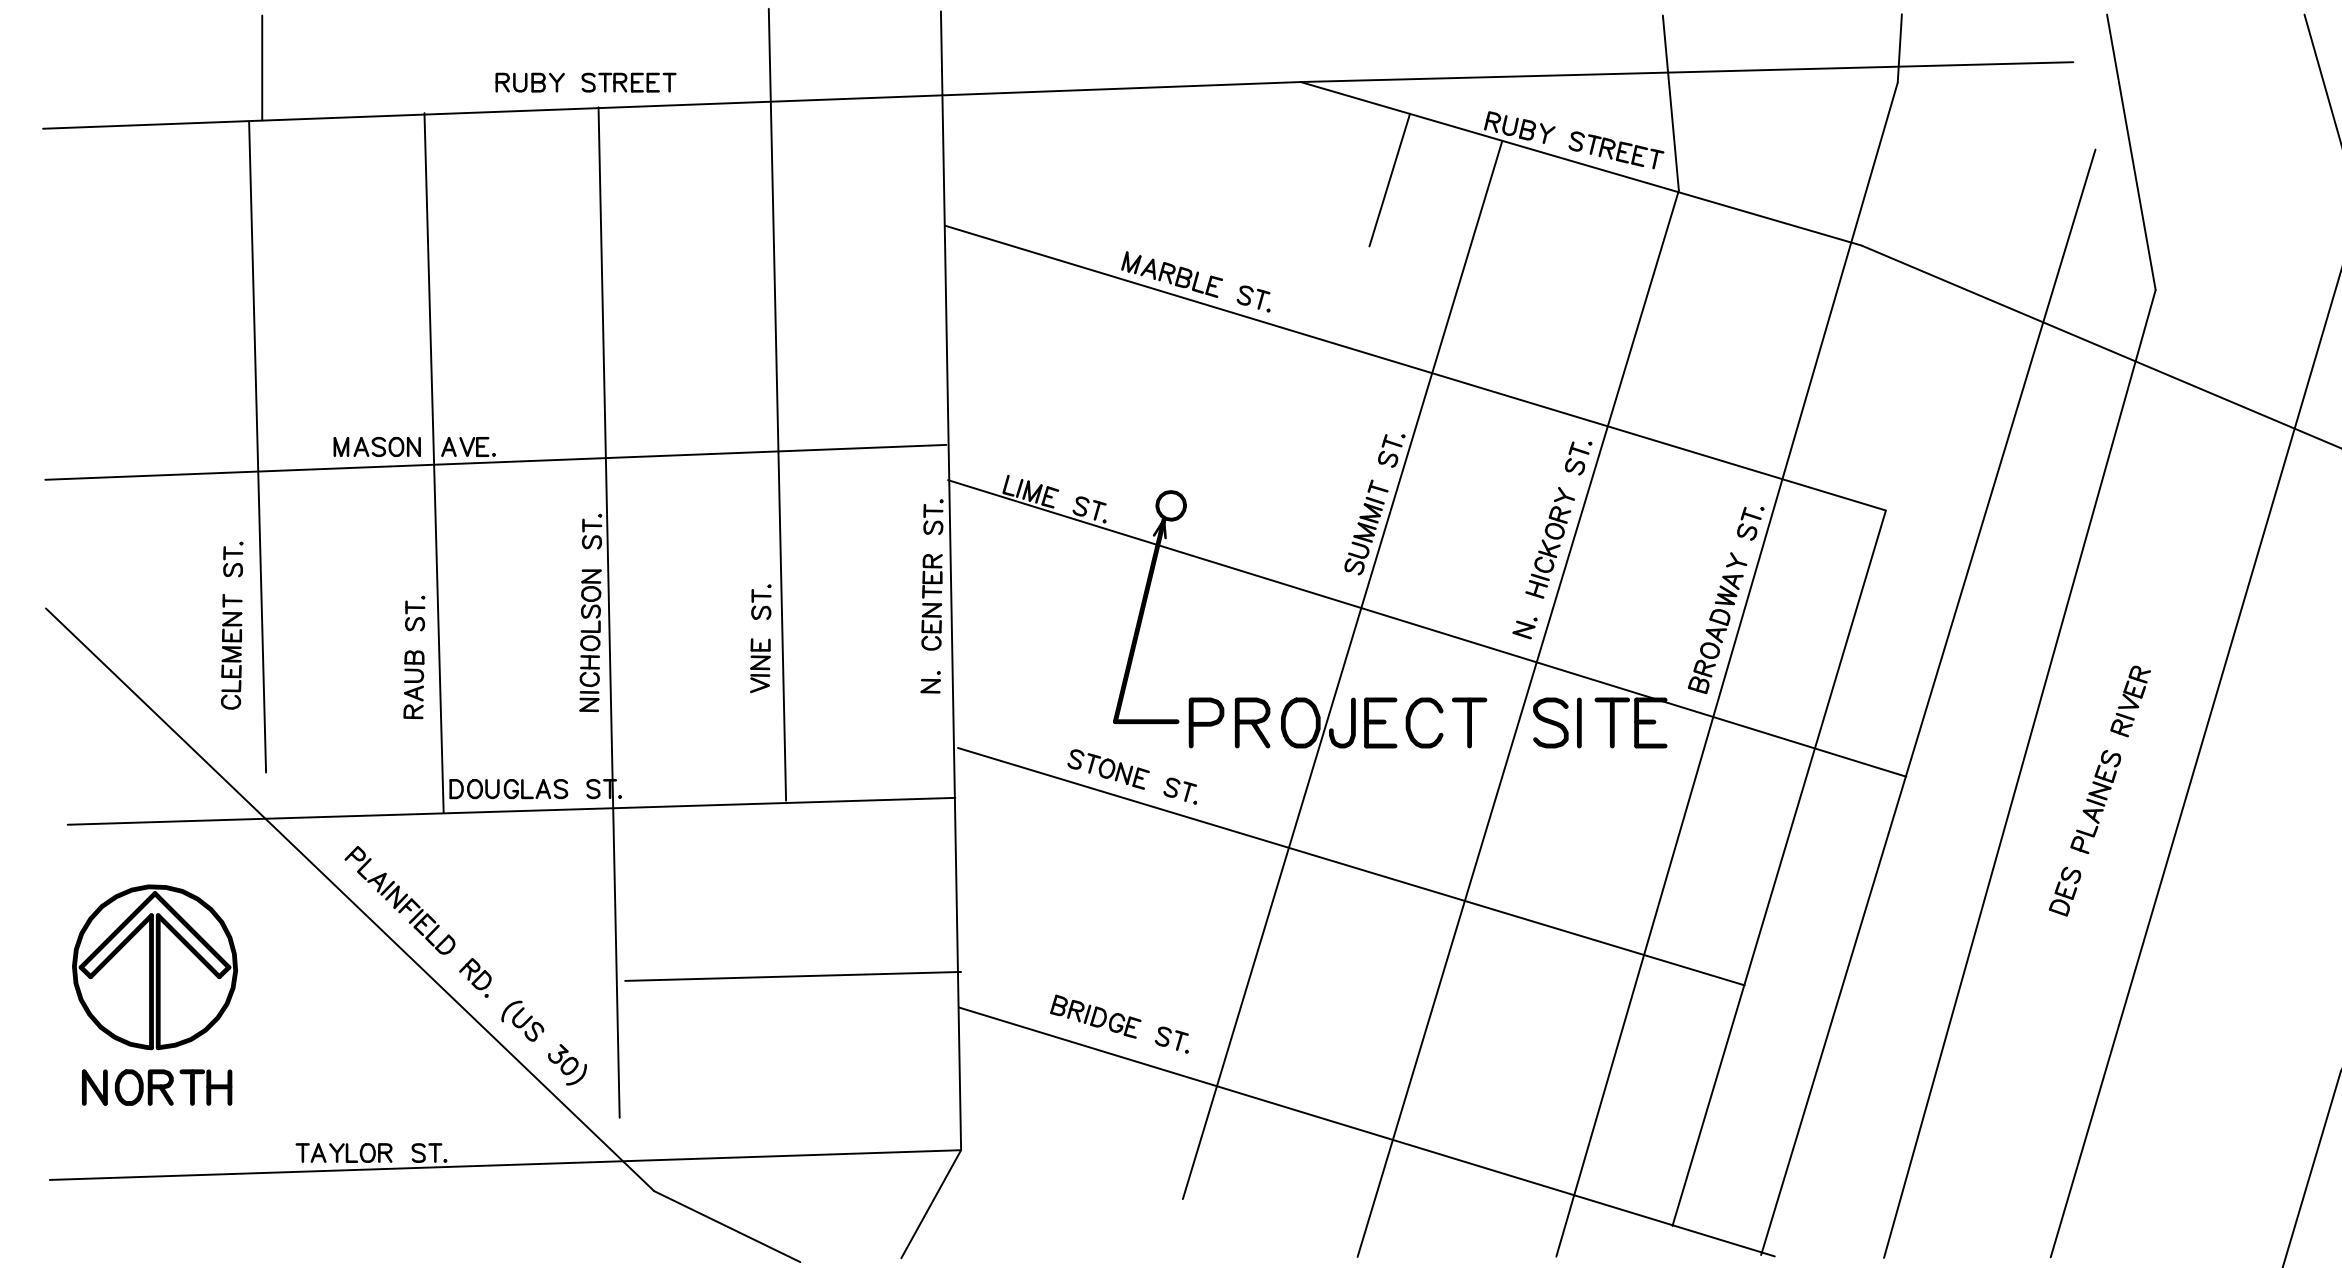 RUBY STREET
RUBY STREET
MARBLE ST.
MASON AVE.
LIME ST.
SUMMIT ST.
N. HICKORY ST.
BROADWAY ST.
CLEMENT ST.
RAUB ST.
NICHOLSON ST.
VINE ST.
N. CENTER ST.
PROJECT SITE
DES PLAINES RIVER
STONE ST.
DOUGLAS ST.
PLAINFIELD RD. (US 30)
BRIDGE ST.
NORTH
TAYLOR ST.